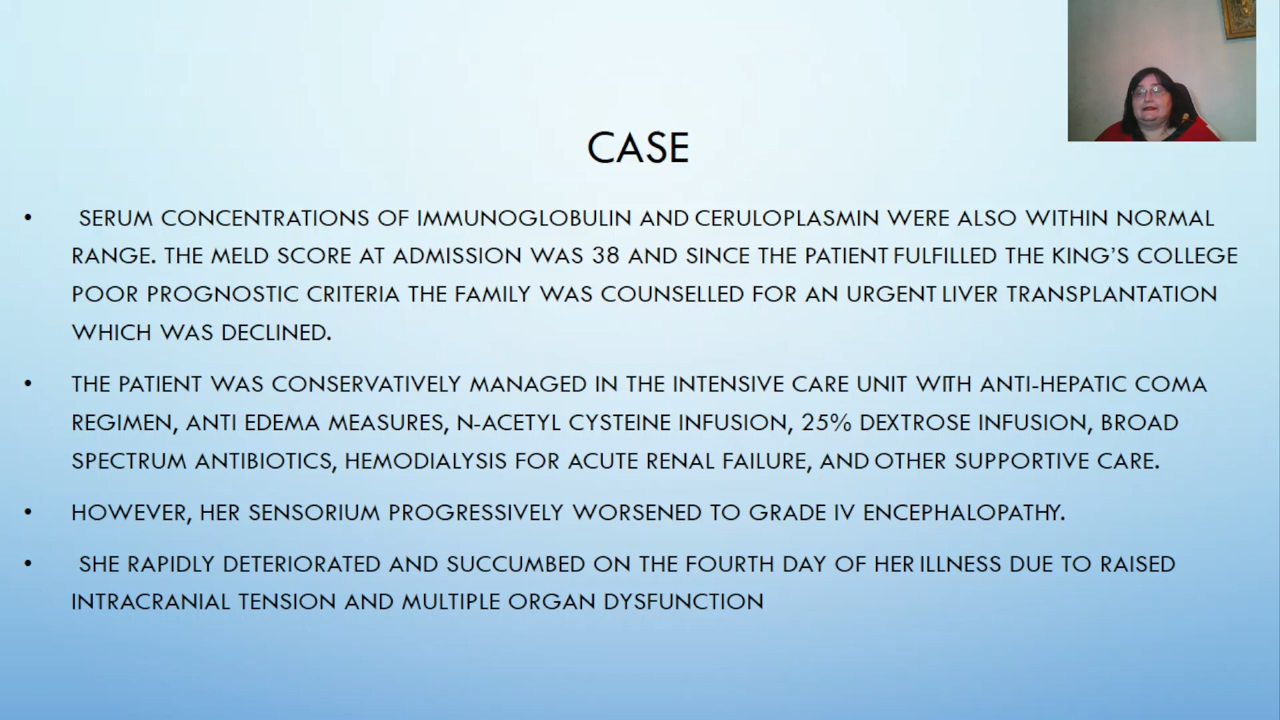 CASE
• SERUM CONCENTRATIONS OF IMMUNOGLOBULIN AND CERULOPLASMIN WERE ALSO WITHIN NORMAL
RANGE. THE MELD SCORE AT ADMISSION WAS 38 AND SINCE THE PATIENT FULFILLED THE KING'S COLLEGE
POOR PROGNOSTIC CRITERIA THE FAMILY WAS COUNSELLED FOR AN URGENT LIVER TRANSPLANTATION
WHICH WAS DECLINED.
• THE PATIENT WAS CONSERVATIVELY MANAGED IN THE INTENSIVE CARE UNIT WITH ANTI-HEPATIC COMA
REGIMEN, ANTI EDEMA MEASURES, N-ACETYL CYSTEINE INFUSION, 25% DEXTROSE INFUSION, BROAD
SPECTRUM ANTIBIOTICS, HEMODIALYSIS FOR ACUTE RENAL FAILURE, AND OTHER SUPPORTIVE CARE.
• HOWEVER, HER SENSORIUM PROGRESSIVELY WORSENED TO GRADE IV ENCEPHALOPATHY.
• SHE RAPIDLY DETERIORATED AND SUCCUMBED ON THE FOURTH DAY OF HER ILLNESS DUE TO RAISED
INTRACRANIAL TENSION AND MULTIPLE ORGAN DYSFUNCTION